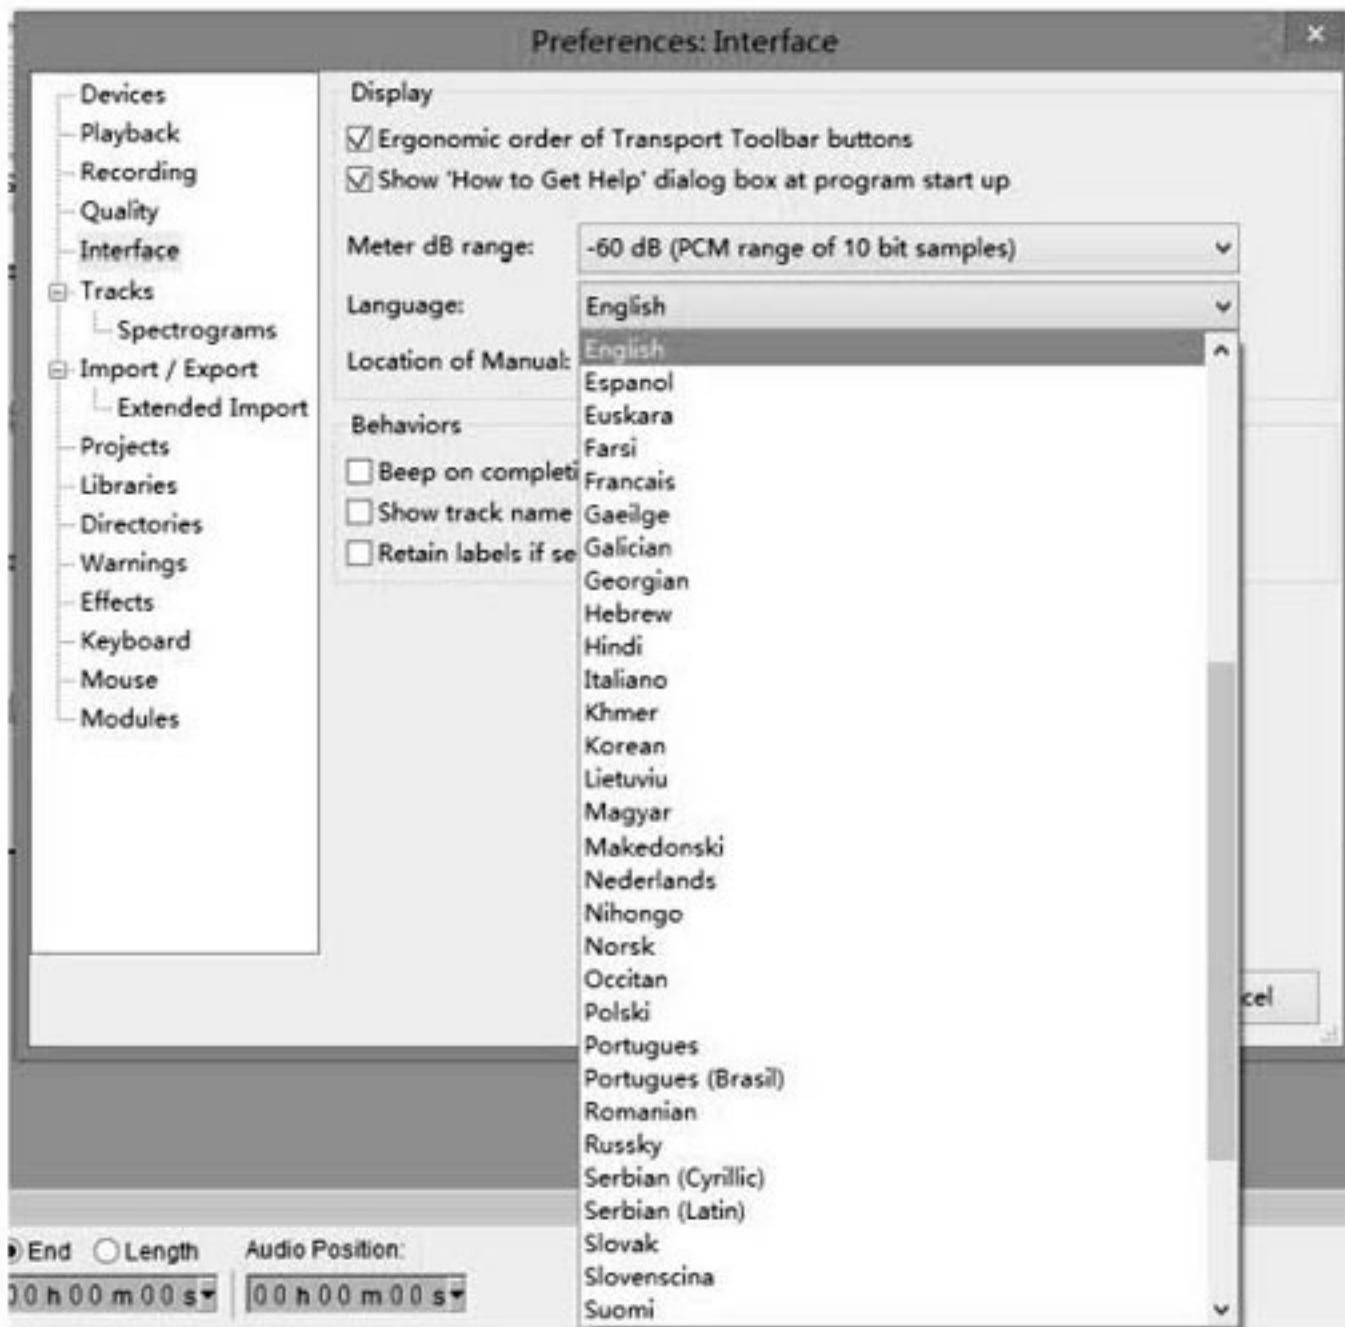 Preferences: Interface
Devices
Playback
Recording
Quality
Interface
Tracks
Spectrograms
Import / Export
Extended Import
Projects
Libraries
Directories
Warnings
Effects
Keyboard
Mouse
Modules
Display
Ergonomic order of Transport Toolbar buttons
Show 'How to Get Help' dialog box at program start up
Meter dB range: -60 dB (PCM range of 10 bit samples)
Language: English
Location of Manual:
Behaviors
Beep on completi
Show track name
Retain labels if se
English
Espanol
Euskara
Farsi
Francais
Gaeilge
Galician
Georgian
Hebrew
Hindi
Italiano
Khmer
Korean
Lietuviu
Magyar
Makedonski
Nederlands
Nihongo
Norsk
Occitan
Polski
Portugues
Portugues (Brasil)
Romanian
Russky
Serbian (Cyrillic)
Serbian (Latin)
Slovak
Slovenscina
Suomi
cel
End Length Audio Position:
00 h 00 m 00 s 00 h 00 m 00 s